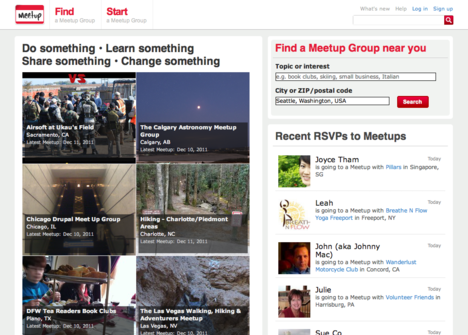 Meetup
Find
a Meetup Group
Start
a Meetup Group
What's new Help Log in Sign up
Search
Do something · Learn something
Share something · Change something
VS
Airsoft at Ukau's Field
Sacramento, CA
Latest Meetup: Dec 11, 2011
The Calgary Astronomy Meetup
Group
Calgary, AB
Latest Meetup: Dec 10, 2011
Chicago Drupal Meet Up Group
Chicago, IL
Latest Meetup: Dec 10, 2011
Hiking - Charlotte/Piedmont
Areas
Charlotte, NC
Latest Meetup: Dec 11, 2011
DFW Tea Readers Book Clubs
Plano, TX
Latest Meetup: Dec 10, 2011
The Las Vegas Walking, Hiking &
Adventurers Meetup
Las Vegas, NV
Find a Meetup Group near you
Topic or interest
e.g. book clubs, skiing, small business, Italian
City or ZIP/postal code
Seattle, Washington, USA
Search
Recent RSVPs to Meetups
Joyce Tham
Today
is going to a Meetup with Pillars in Singapore,
SG
Leah
Today
is going to a Meetup with Breathe N Flow
Yoga Freeport in Freeport, NY
John (aka Johnny
Mac)
Today
is going to a Meetup with Wanderlust
Motorcycle Club in Concord, CA
Julie
Today
is going to a Meetup with Volunteer Friends in
Harrisburg, PA
Sue Co
Today